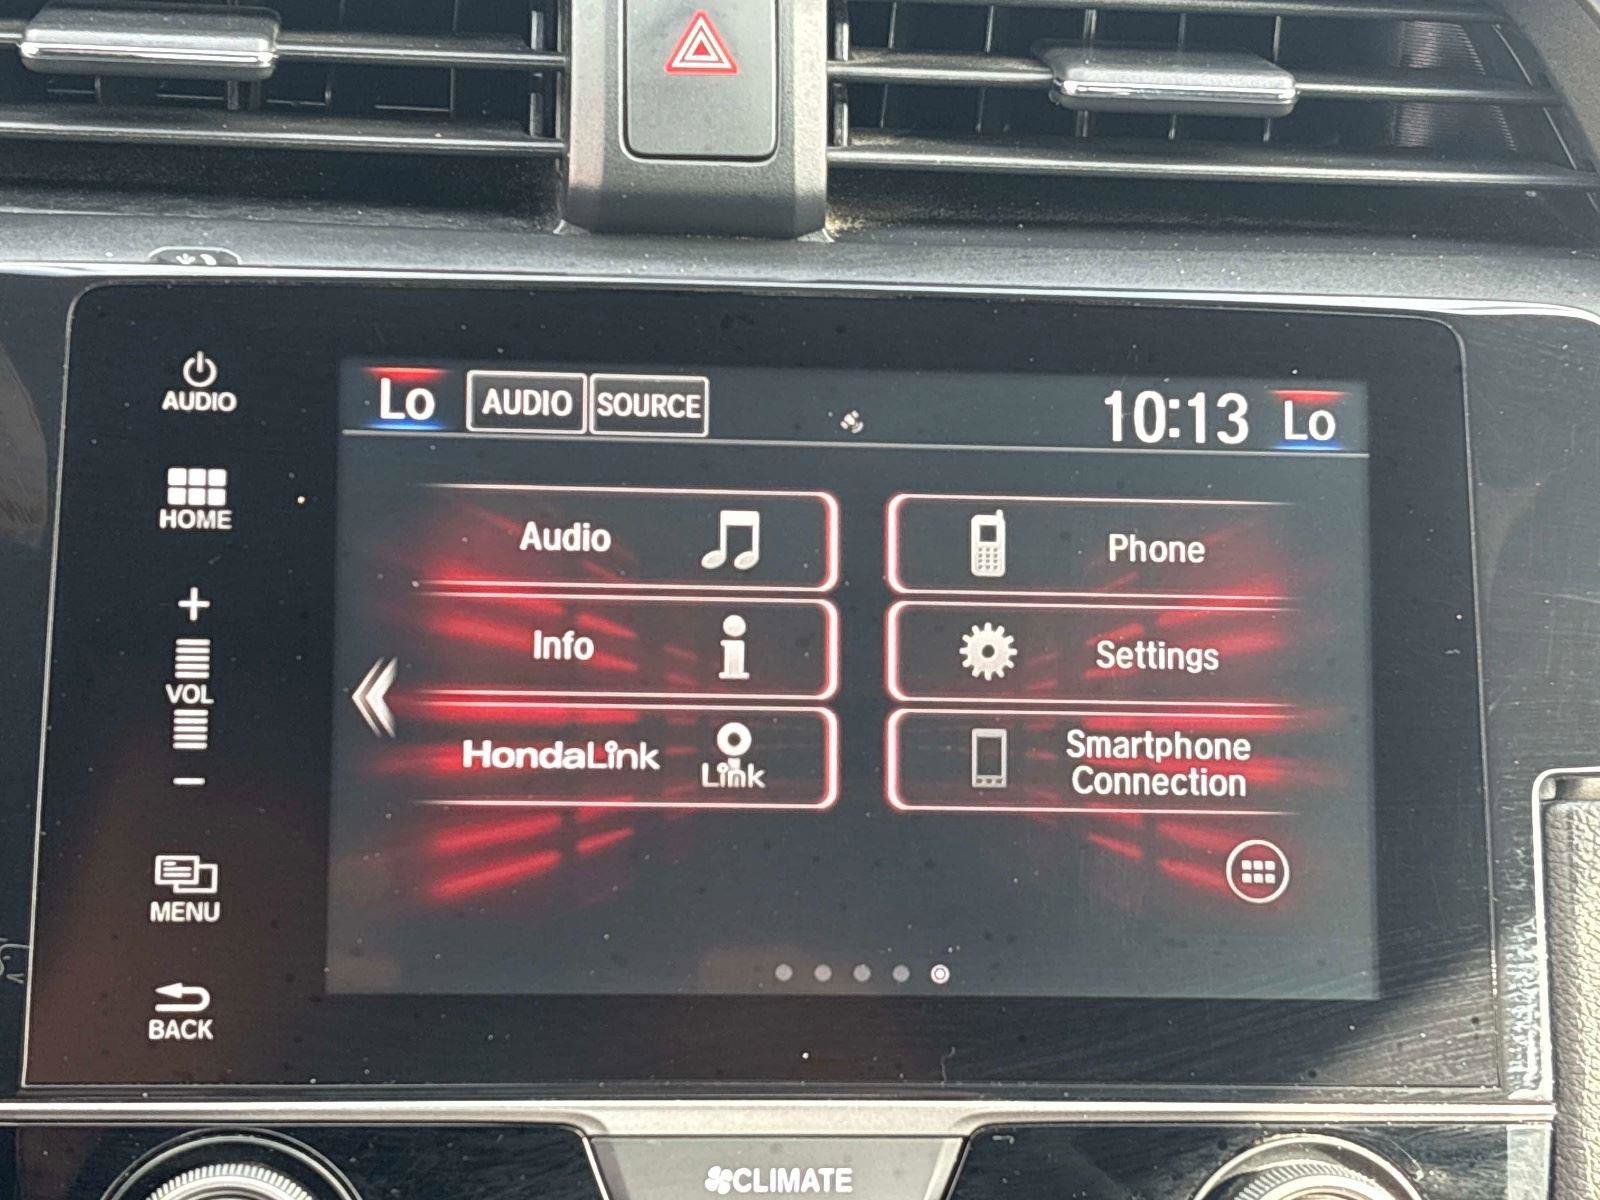 AUDIO
HOME
VOL
MENU
BACK
Lo AUDIO SOURCE 10:13 Lo
Audio
Phone
Info
Settings
HondaLink Link
Smartphone
Connection
CLIMATE